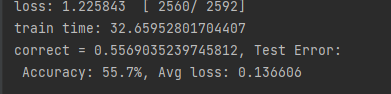 loss: 1.225843  [ 2560/ 2592]
train time: 32.65952801704407
correct = 0.5569035239745812, Test Error:
 Accuracy: 55.7%, Avg loss: 0.136606